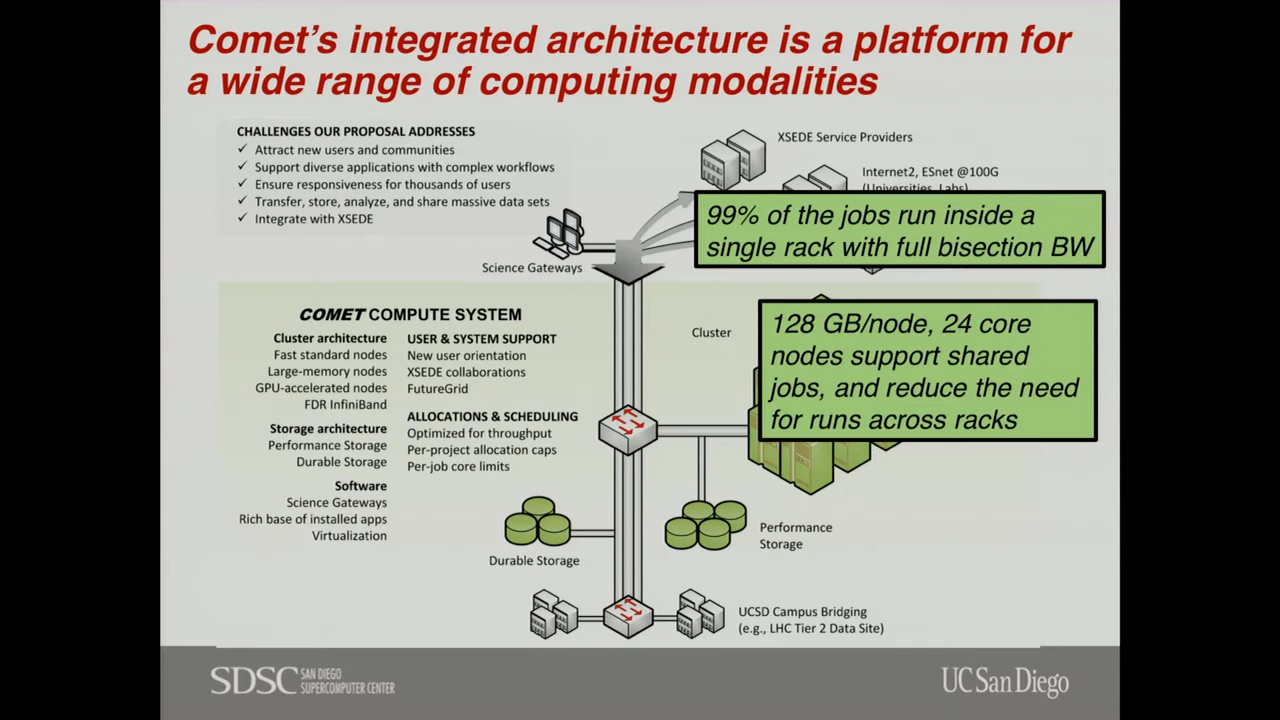 Comet's integrated architecture is a platform for
a wide range of computing modalities
CHALLENGES OUR PROPOSAL ADDRESSES
✓ Attract new users and communities
✓ Support diverse applications with complex workflows
✓ Ensure responsiveness for thousands of users
✓ Transfer, store, analyze, and share massive data sets
✓ Integrate with XSEDE
XSEDE Service Providers
Internet2, ESnet @100G
(Universities, Labs)
99% of the jobs run inside a
single rack with full bisection BW
Science Gateways
COMET COMPUTE SYSTEM
Cluster architecture
Fast standard nodes
Large-memory nodes
GPU-accelerated nodes
FDR InfiniBand
Storage architecture
Performance Storage
Durable Storage
Software
Science Gateways
Rich base of installed apps
Virtualization
USER & SYSTEM SUPPORT
New user orientation
XSEDE collaborations
FutureGrid
ALLOCATIONS & SCHEDULING
Optimized for throughput
Per-project allocation caps
Per-job core limits
Cluster
128 GB/node, 24 core
nodes support shared
jobs, and reduce the need
for runs across racks
Durable Storage
Performance
Storage
UCSD Campus Bridging
(e.g., LHC Tier 2 Data Site)
SDSC SAN DIEGO
SUPERCOMPUTER CENTER
UC San Diego